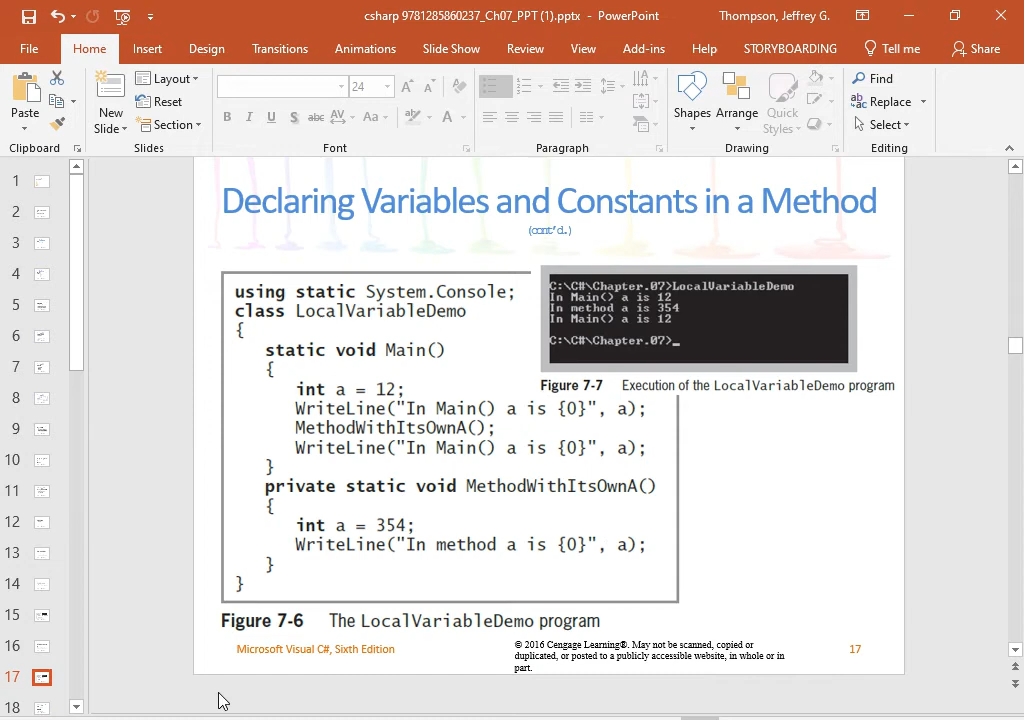 csharp 9781285860237_Ch07_PPT (1).pptx - PowerPoint
Thompson, Jeffrey G.
File Home Insert Design Transitions Animations Slide Show Review View Add-ins Help STORYBOARDING Tell me Share
Paste
New
Slide
Layout
Reset
Section
24
B I U S abc AV Aa
ab A
Shapes
Arrange
Quick
Styles
Find
Replace
Select
Clipboard Slides Font Paragraph Drawing Editing
1
2
3
4
5
6
7
8
9
10
11
12
13
14
15
16
17
18
Declaring Variables and Constants in a Method
(cont'd.)
using static System.Console;
class LocalVariableDemo
{
static void Main()
{
int a = 12;
WriteLine("In Main() a is {0}", a);
MethodWithItsOwnA();
WriteLine("In Main() a is {0}", a);
}
private static void MethodWithItsOwnA()
{
int a = 354;
WriteLine("In method a is {0}", a);
}
}
C:\C#\Chapter.07>LocalVariableDemo
In Main() a is 12
In method a is 354
In Main() a is 12
C:\C#\Chapter.07>_
Figure 7-7 Execution of the LocalVariableDemo program
Figure 7-6 The LocalVariableDemo program
Microsoft Visual C#, Sixth Edition
© 2016 Cengage Learning®. May not be scanned, copied or
duplicated, or posted to a publicly accessible website, in whole or in
part.
17